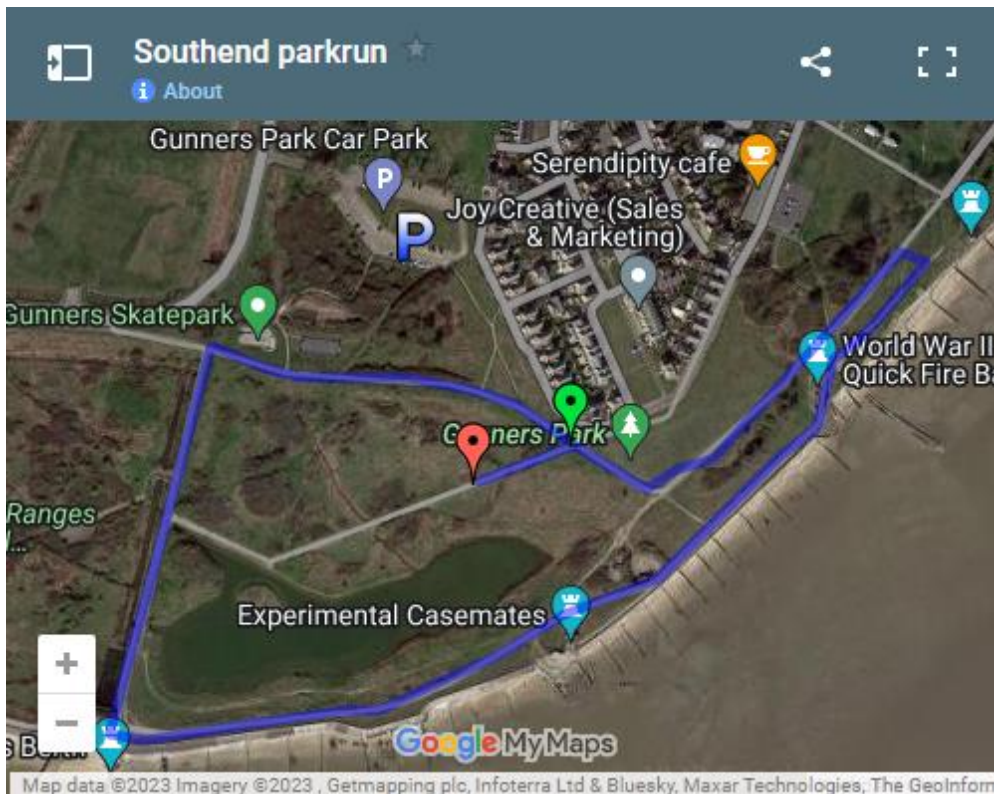 Southend parkrun
About
Gunners Park Car Park
P
P
Serendipity cafe
Joy Creative (Sales
& Marketing)
Gunners Skatepark
World War II
Quick Fire Ba
Gunners Park
Ranges
Experimental Casemates
+
−
Google My Maps
Map data ©2023 Imagery ©2023 , Getmapping plc, Infoterra Ltd & Bluesky, Maxar Technologies, The GeoInform